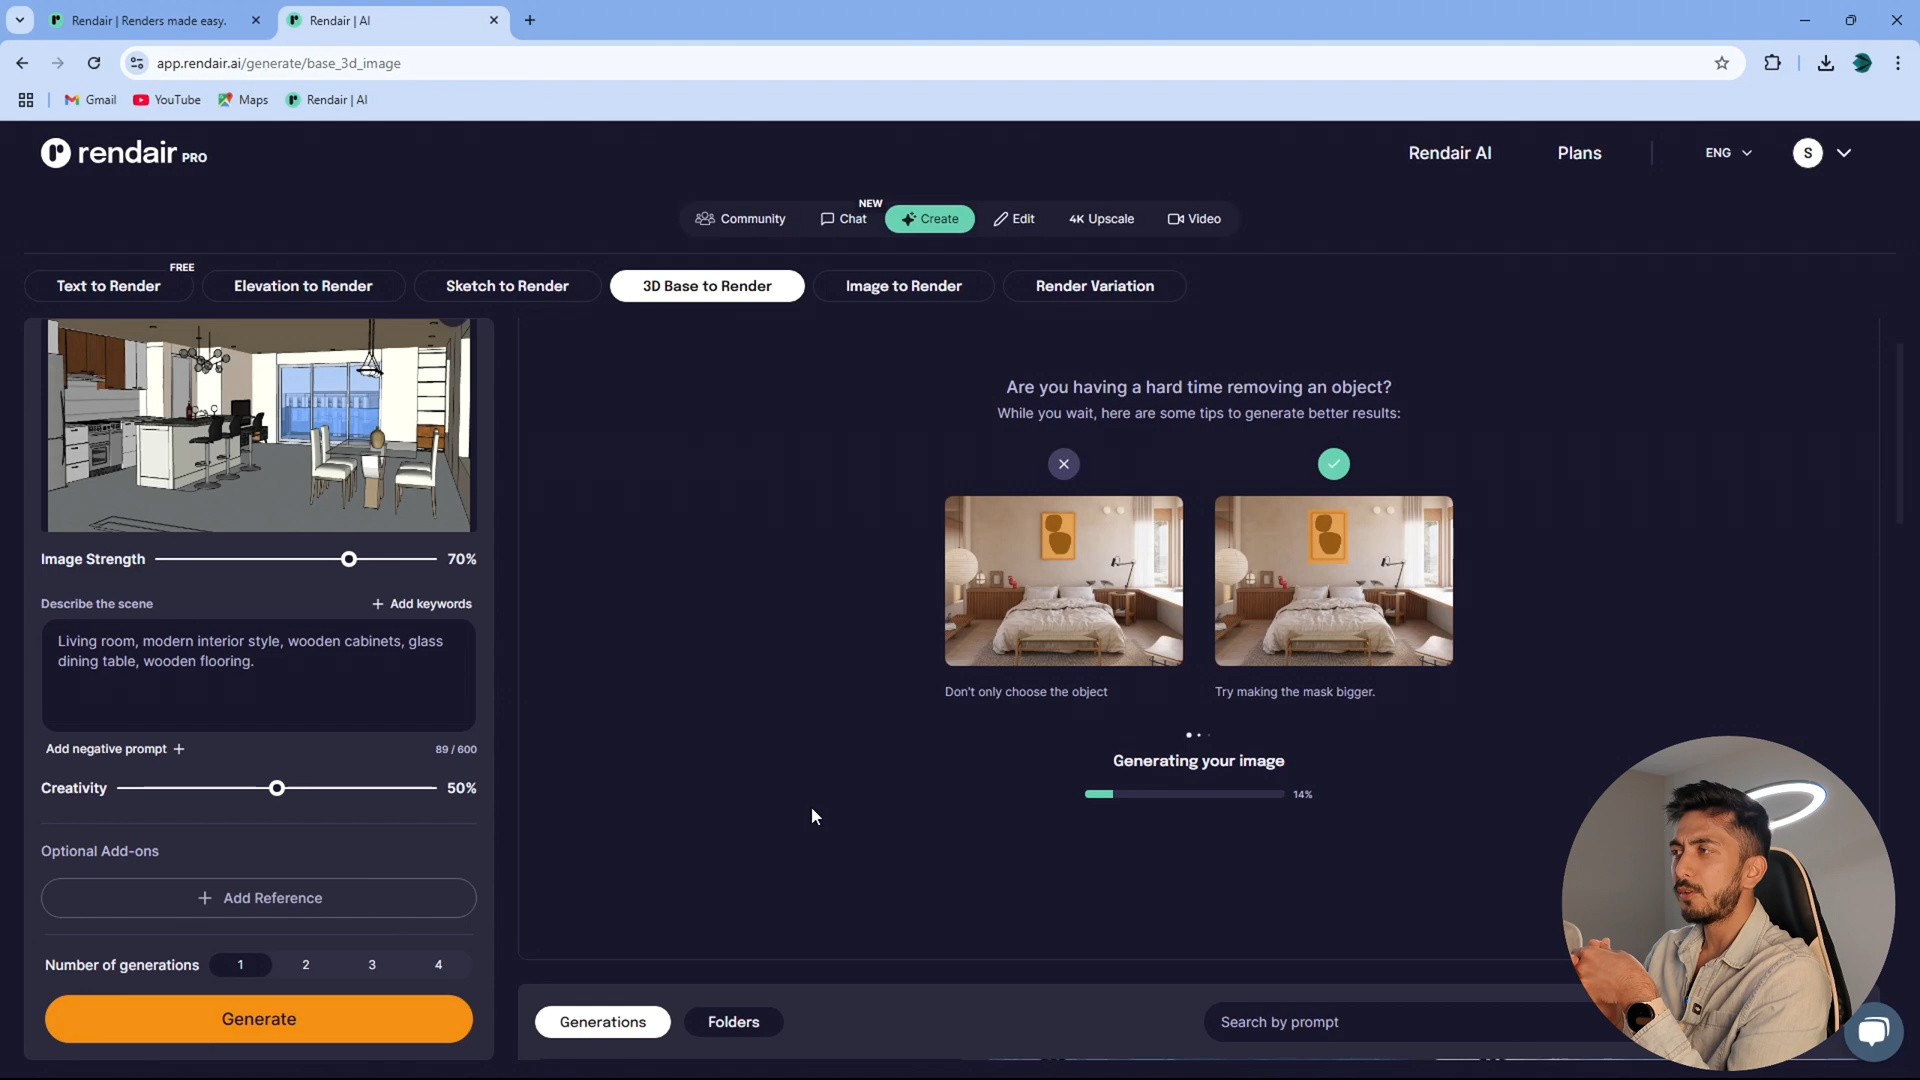 Rendair | Renders made easy.
Rendair | AI
app.rendair.ai/generate/base_3d_image
Gmail
YouTube
Maps
Rendair | AI
rendair PRO
Rendair AI
Plans
ENG
S
Community
NEW
Chat
Create
Edit
4K Upscale
Video
FREE
Text to Render
Elevation to Render
Sketch to Render
3D Base to Render
Image to Render
Render Variation
Image Strength
70%
Describe the scene
+ Add keywords
Living room, modern interior style, wooden cabinets, glass
dining table, wooden flooring.
Add negative prompt +
89 / 600
Creativity
50%
Optional Add-ons
+ Add Reference
Number of generations
1
2
3
4
Generate
Are you having a hard time removing an object?
While you wait, here are some tips to generate better results:
Don't only choose the object
Try making the mask bigger.
Generating your image
14%
Generations
Folders
Search by prompt